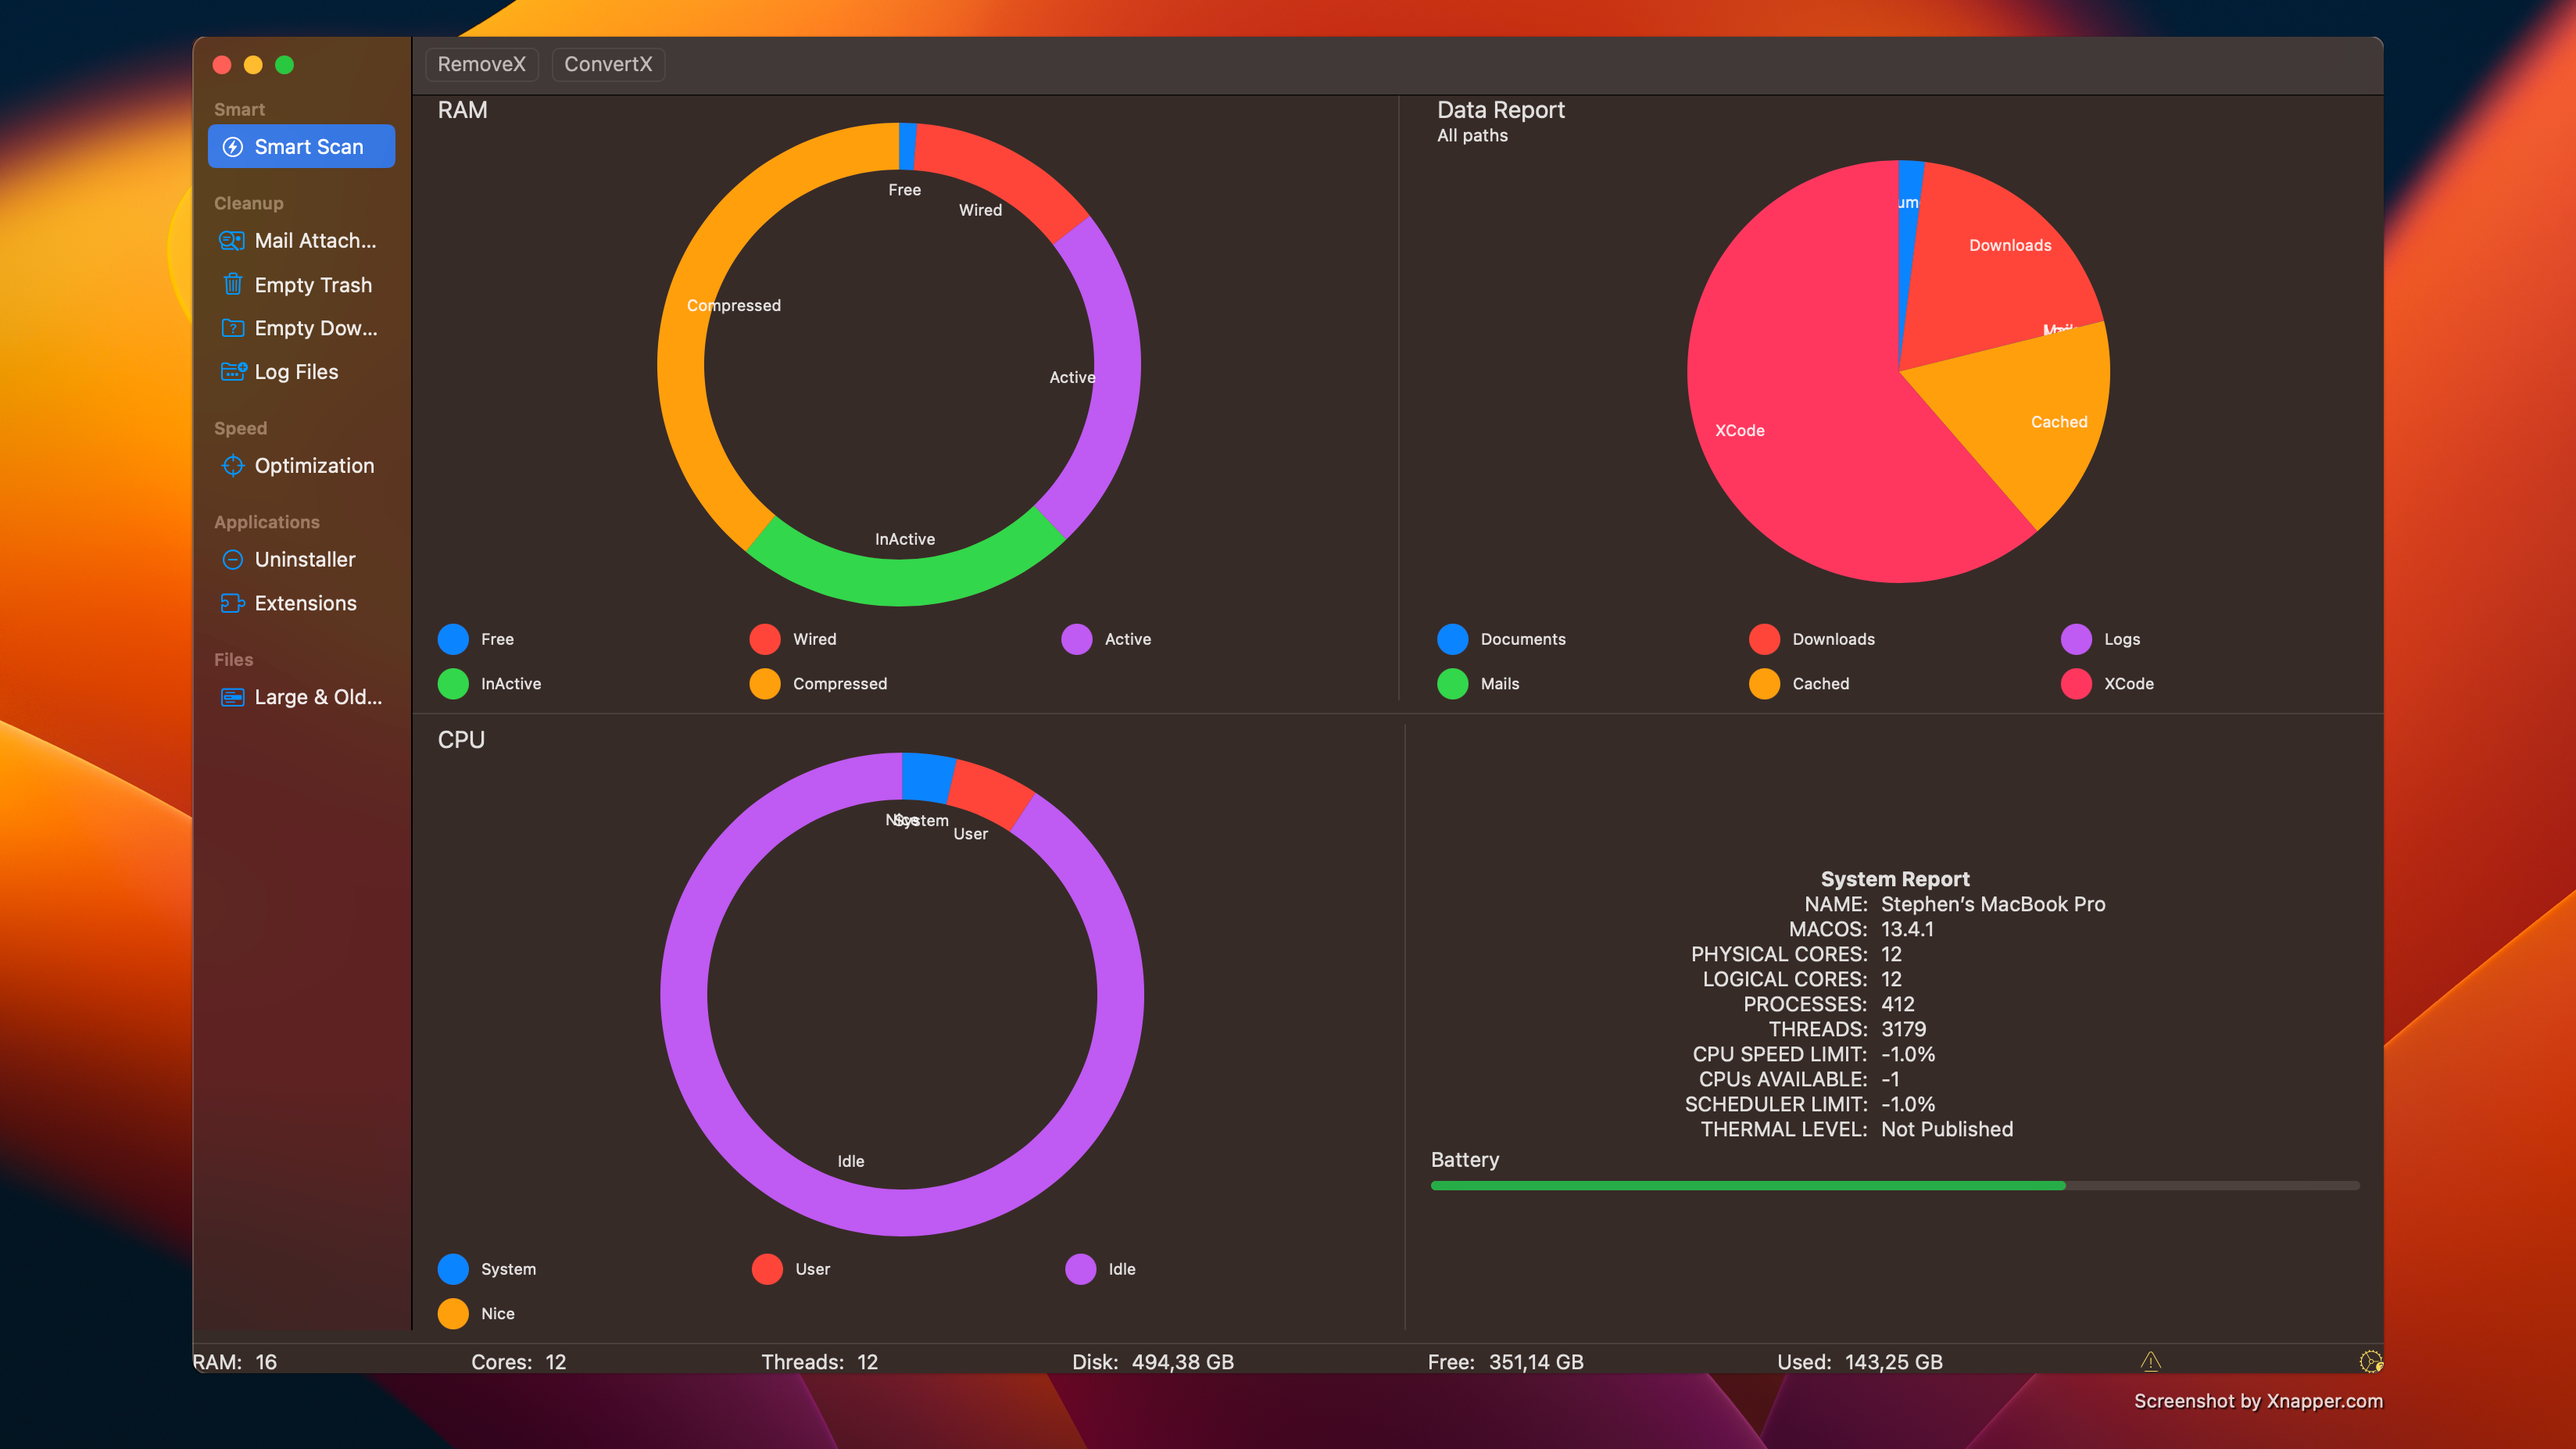 RemoveX
ConvertX
Smart
Smart Scan
Cleanup
Mail Attach...
Empty Trash
Empty Dow...
Log Files
Speed
Optimization
Applications
Uninstaller
Extensions
Files
Large & Old...
RAM
Free
Wired
Compressed
Active
InActive
Free
Wired
Active
InActive
Compressed
Data Report
All paths
um
Downloads
Cached
XCode
Documents
Downloads
Logs
Mails
Cached
XCode
CPU
Nice
System
User
Idle
System
User
Idle
Nice
System Report
NAME: Stephen’s MacBook Pro
MACOS: 13.4.1
PHYSICAL CORES: 12
LOGICAL CORES: 12
PROCESSES: 412
THREADS: 3179
CPU SPEED LIMIT: -1.0%
CPUs AVAILABLE: -1
SCHEDULER LIMIT: -1.0%
THERMAL LEVEL: Not Published
Battery
RAM: 16
Cores: 12
Threads: 12
Disk: 494,38 GB
Free: 351,14 GB
Used: 143,25 GB
Screenshot by Xnapper.com